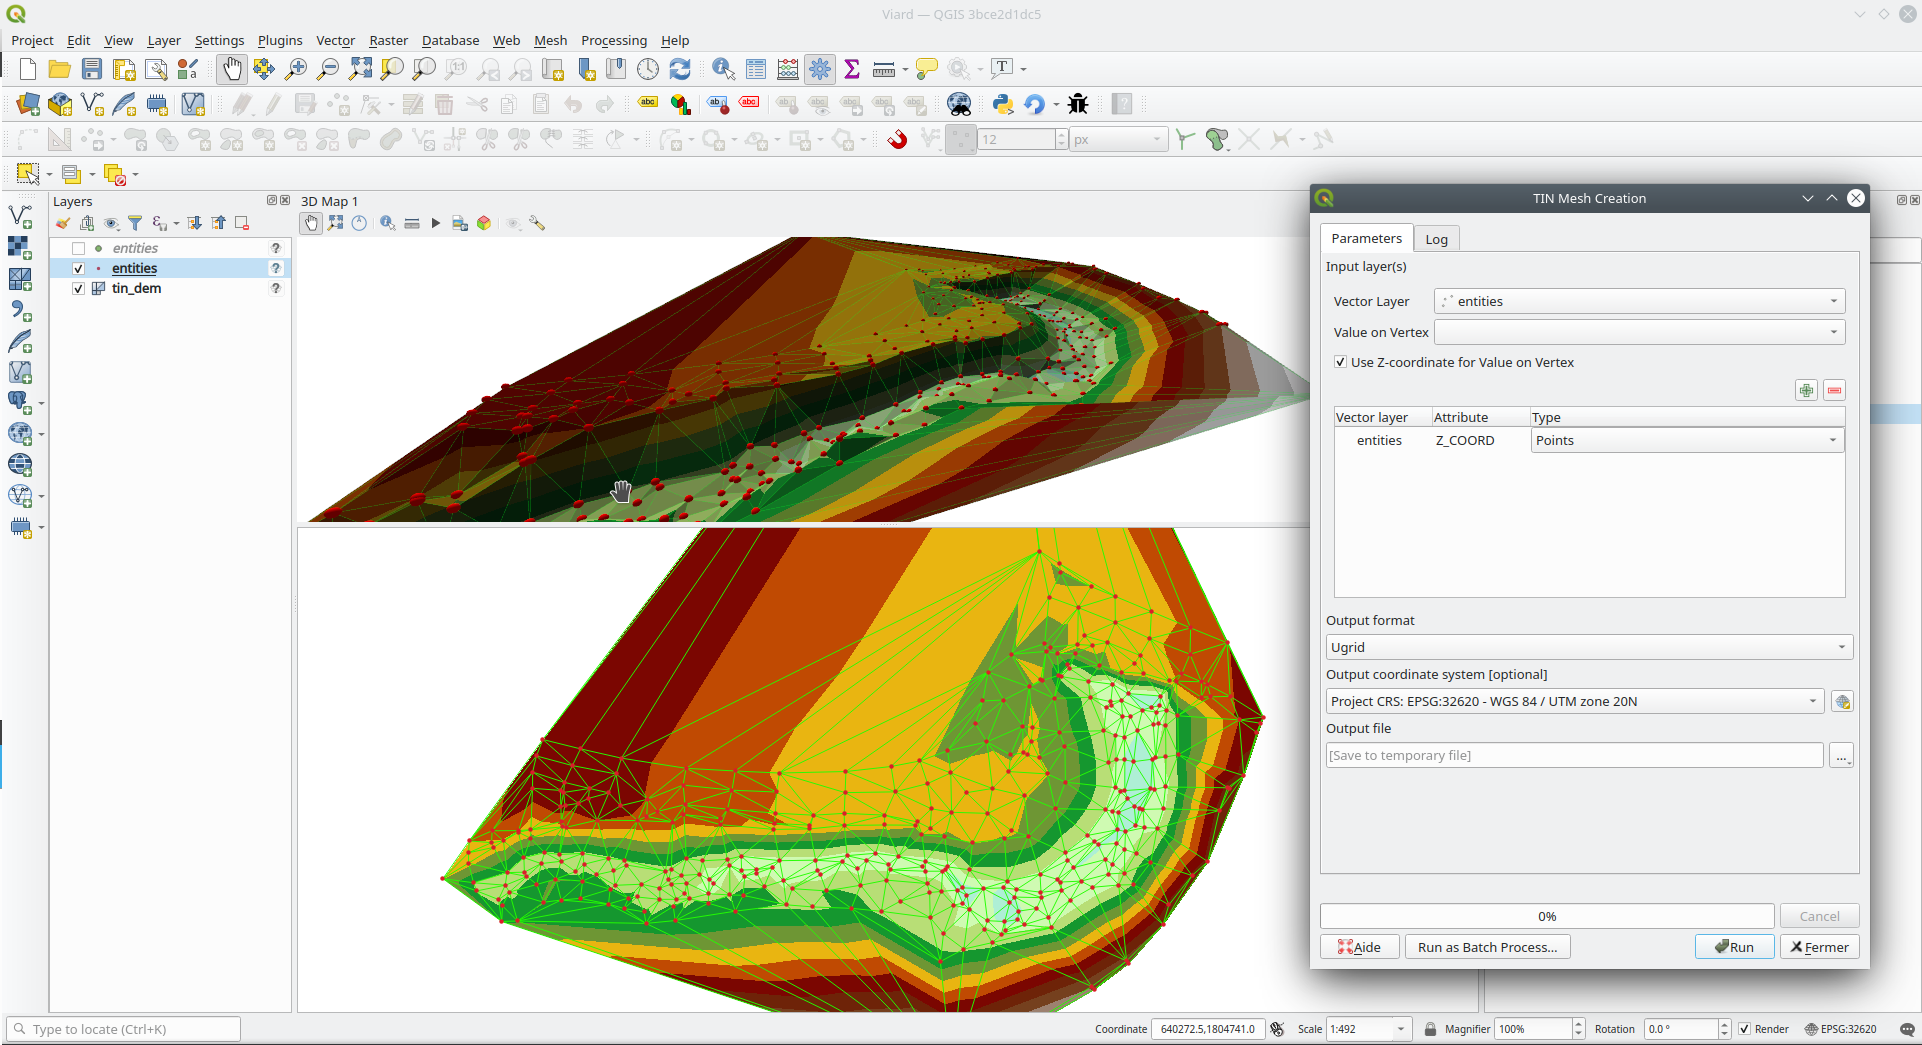 Viard — QGIS 3bce2d1dc5
Project Edit View Layer Settings Plugins Vector Raster Database Web Mesh Processing Help
1:1
T
abc ab abc
12 px
Layers
3D Map 1
entities ?
entities ?
tin_dem ?
TIN Mesh Creation
Parameters Log
Input layer(s)
Vector Layer entities
Value on Vertex
Use Z-coordinate for Value on Vertex
Vector layer Attribute Type
entities Z_COORD Points
Output format
Ugrid
Output coordinate system [optional]
Project CRS: EPSG:32620 - WGS 84 / UTM zone 20N
Output file
[Save to temporary file] ...
0% Cancel
Aide Run as Batch Process... Run Fermer
Type to locate (Ctrl+K) Coordinate 640272.5,1804741.0 Scale 1:492 Magnifier 100% Rotation 0.0 ° Render EPSG:32620